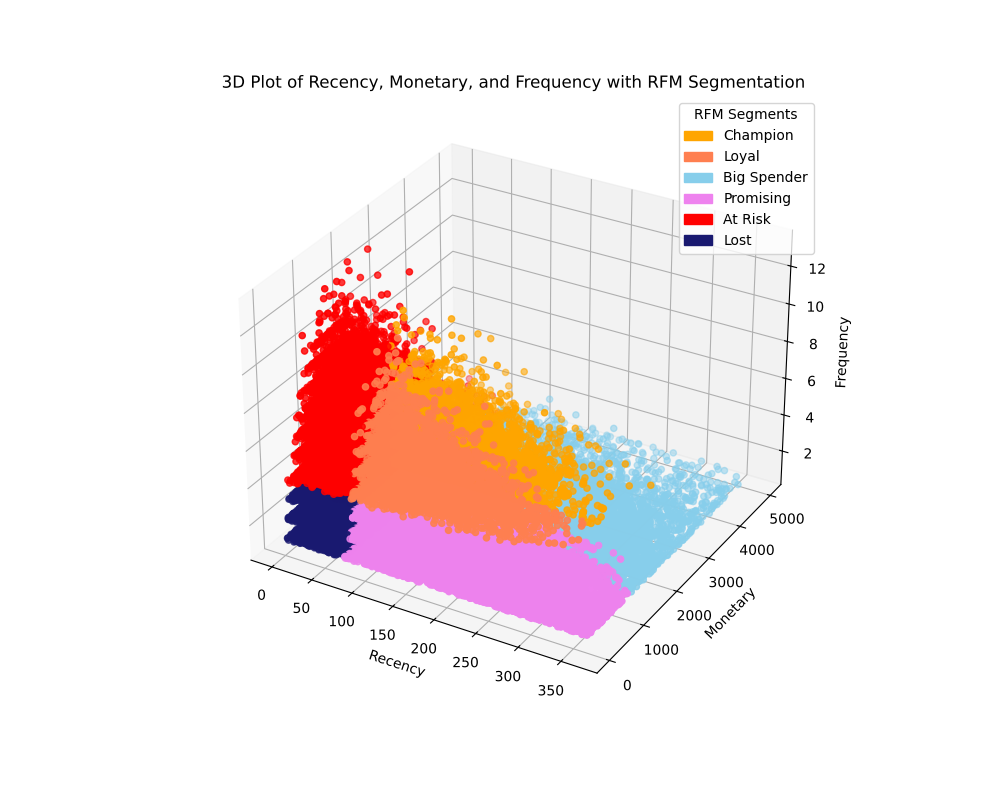 3D Plot of Recency, Monetary, and Frequency with RFM Segmentation
RFM Segments
Champion
Loyal
Big Spender
Promising
At Risk
Lost
12
10
8
6
4
2
Frequency
5000
4000
3000
2000
1000
0
Monetary
0
50
100
150
200
250
300
350
Recency